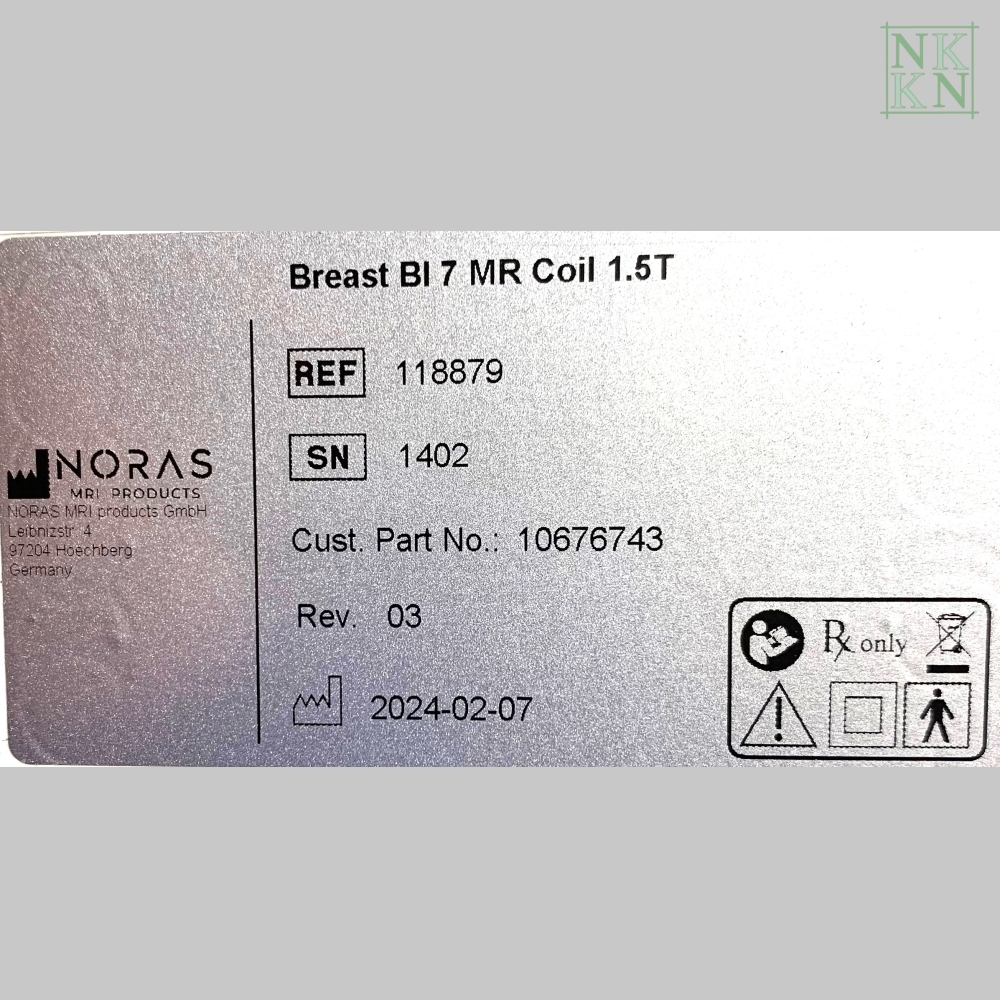 NK
KN
Breast BI 7 MR Coil 1.5T
REF 118879
SN 1402
NORAS
MRI PRODUCTS
NORAS MRI products GmbH
Leibnizstr. 4
97204 Hoechberg
Germany
Cust. Part No.: 10676743
Rev. 03
2024-02-07
Rx only